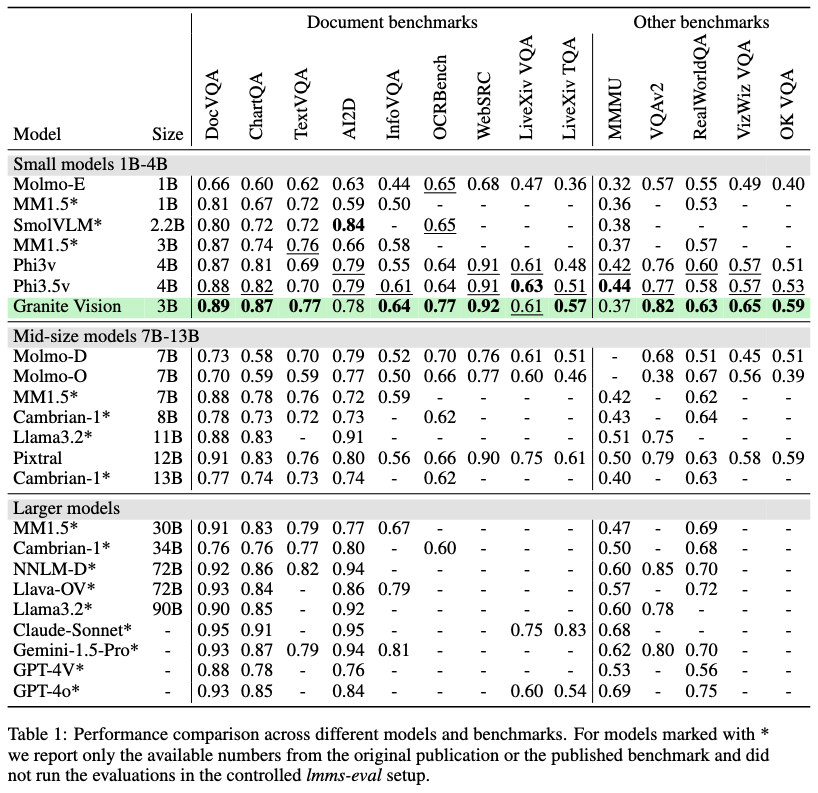 Document benchmarks Other benchmarks
Model Size DocVQA ChartQA TextVQA AI2D InfoVQA OCRBench WebSRC LiveXiv VQA LiveXiv TQA MMMU VQAv2 RealWorldQA VizWiz VQA OK VQA
Small models 1B-4B
Molmo-E 1B 0.66 0.60 0.62 0.63 0.44 0.65 0.68 0.47 0.36 0.32 0.57 0.55 0.49 0.40
MM1.5* 1B 0.81 0.67 0.72 0.59 0.50 - - - - 0.36 - 0.53 - -
SmolVLM* 2.2B 0.80 0.72 0.72 0.84 - 0.65 - - - 0.38 - - - -
MM1.5* 3B 0.87 0.74 0.76 0.66 0.58 - - - - 0.37 - 0.57 - -
Phi3v 4B 0.87 0.81 0.69 0.79 0.55 0.64 0.91 0.61 0.48 0.42 0.76 0.60 0.57 0.51
Phi3.5v 4B 0.88 0.82 0.70 0.79 0.61 0.64 0.91 0.63 0.51 0.44 0.77 0.58 0.57 0.53
Granite Vision 3B 0.89 0.87 0.77 0.78 0.64 0.77 0.92 0.61 0.57 0.37 0.82 0.63 0.65 0.59
Mid-size models 7B-13B
Molmo-D 7B 0.73 0.58 0.70 0.79 0.52 0.70 0.76 0.61 0.51 - 0.68 0.51 0.45 0.51
Molmo-O 7B 0.70 0.59 0.59 0.77 0.50 0.66 0.77 0.60 0.46 - 0.38 0.67 0.56 0.39
MM1.5* 7B 0.88 0.78 0.76 0.72 0.59 - - - - 0.42 - 0.62 - -
Cambrian-1* 8B 0.78 0.73 0.72 0.73 - 0.62 - - - 0.43 - 0.64 - -
Llama3.2* 11B 0.88 0.83 - 0.91 - - - - - 0.51 0.75 - - -
Pixtral 12B 0.91 0.83 0.76 0.80 0.56 0.66 0.90 0.75 0.61 0.50 0.79 0.63 0.58 0.59
Cambrian-1* 13B 0.77 0.74 0.73 0.74 - 0.62 - - - 0.40 - 0.63 - -
Larger models
MM1.5* 30B 0.91 0.83 0.79 0.77 0.67 - - - - 0.47 - 0.69 - -
Cambrian-1* 34B 0.76 0.76 0.77 0.80 - 0.60 - - - 0.50 - 0.68 - -
NNLM-D* 72B 0.92 0.86 0.82 0.94 - - - - - 0.60 0.85 0.70 - -
Llava-OV* 72B 0.93 0.84 - 0.86 0.79 - - - - 0.57 - 0.72 - -
Llama3.2* 90B 0.90 0.85 - 0.92 - - - - - 0.60 0.78 - - -
Claude-Sonnet* - 0.95 0.91 - 0.95 - - - 0.75 0.83 0.68 - - - -
Gemini-1.5-Pro* - 0.93 0.87 0.79 0.94 0.81 - - - - 0.62 0.80 0.70 - -
GPT-4V* - 0.88 0.78 - 0.76 - - - - - 0.53 - 0.56 - -
GPT-4o* - 0.93 0.85 - 0.84 - - - 0.60 0.54 0.69 - 0.75 - -
Table 1: Performance comparison across different models and benchmarks. For models marked with *
we report only the available numbers from the original publication or the published benchmark and did
not run the evaluations in the controlled lmms-eval setup.